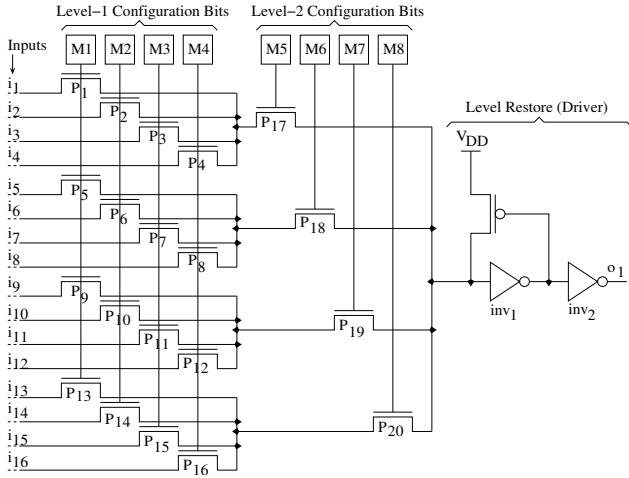 Level−1 Configuration Bits Level−2 Configuration Bits
Inputs M1 M2 M3 M4 M5 M6 M7 M8
i1 P1
i2 P2 P17
i3 P3
i4 P4
Level Restore (Driver)
VDD
i5 P5
i6 P6
i7 P7 P18
i8 P8
i9 P9
o1
i10 P10
inv1 inv2
i11 P11 P19
i12 P12
i13 P13
i14 P14 P20
i15 P15
i16 P16